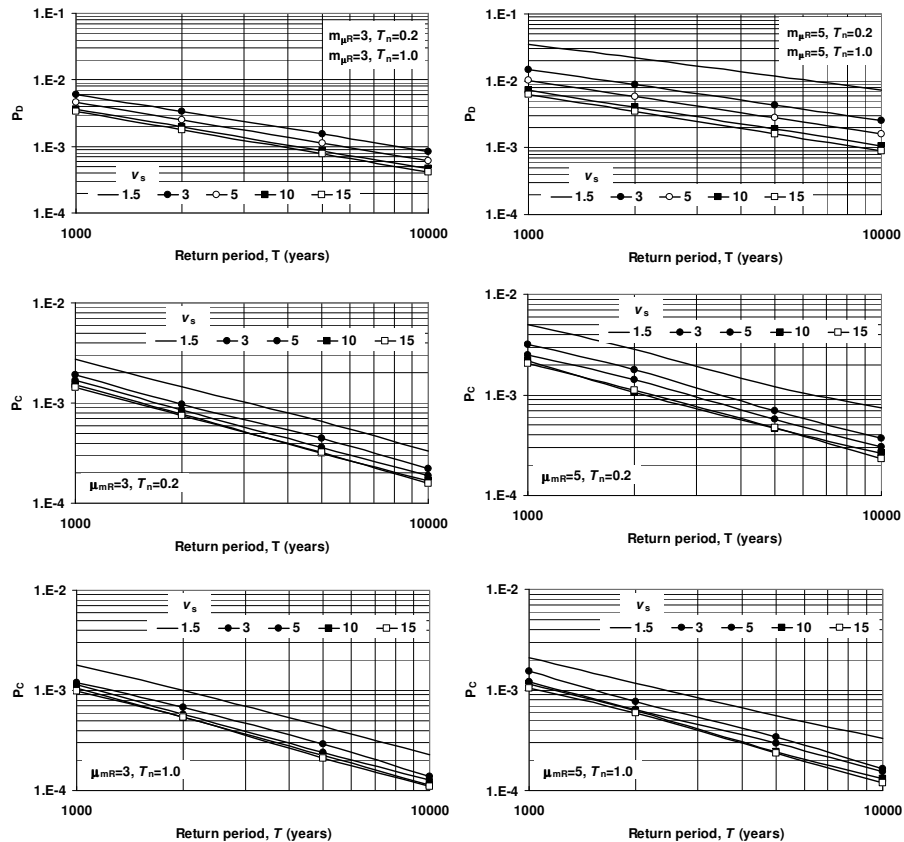 1.E-1
m_μR=3, T_n=0.2
m_μR=3, T_n=1.0
1.E-2
P_D
1.E-3
v_s
1.5 3 5 10 15
1.E-4
1000 10000
Return period, T (years)
1.E-1
m_μR=5, T_n=0.2
m_μR=5, T_n=1.0
1.E-2
P_D
1.E-3
v_s
1.5 3 5 10 15
1.E-4
1000 10000
Return period, T (years)
1.E-2
v_s
1.5 3 5 10 15
P_C
1.E-3
μ_mR=3, T_n=0.2
1.E-4
1000 10000
Return period, T (years)
1.E-2
v_s
1.5 3 5 10 15
P_C
1.E-3
μ_mR=5, T_n=0.2
1.E-4
1000 10000
Return period, T (years)
1.E-2
v_s
1.5 3 5 10 15
P_C
1.E-3
μ_mR=3, T_n=1.0
1.E-4
1000 10000
Return period, T (years)
1.E-2
v_s
1.5 3 5 10 15
P_C
1.E-3
μ_mR=5, T_n=1.0
1.E-4
1000 10000
Return period, T (years)